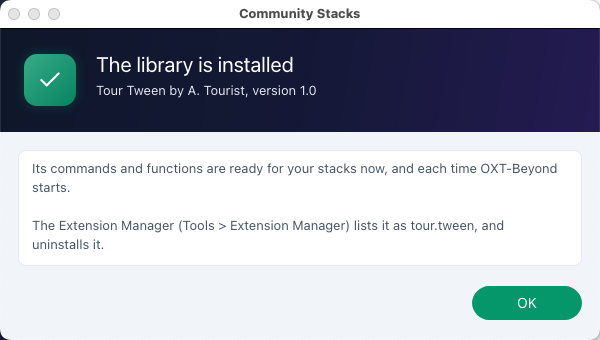 Community Stacks
The library is installed
Tour Tween by A. Tourist, version 1.0
Its commands and functions are ready for your stacks now, and each time OXT-Beyond
starts.
The Extension Manager (Tools > Extension Manager) lists it as tour.tween, and
uninstalls it.
OK